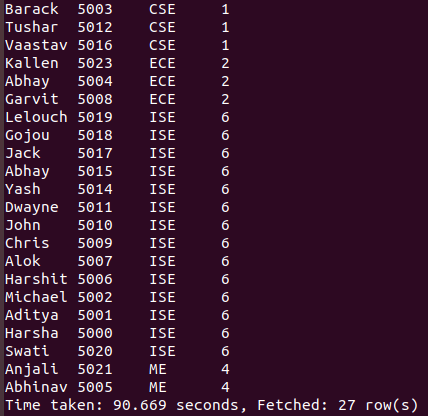 Barack 5003 CSE 1
Tushar 5012 CSE 1
Vaastav 5016 CSE 1
Kallen 5023 ECE 2
Abhay 5004 ECE 2
Garvit 5008 ECE 2
Lelouch 5019 ISE 6
Gojou 5018 ISE 6
Jack 5017 ISE 6
Abhay 5015 ISE 6
Yash 5014 ISE 6
Dwayne 5011 ISE 6
John 5010 ISE 6
Chris 5009 ISE 6
Alok 5007 ISE 6
Harshit 5006 ISE 6
Michael 5002 ISE 6
Aditya 5001 ISE 6
Harsha 5000 ISE 6
Swati 5020 ISE 6
Anjali 5021 ME 4
Abhinav 5005 ME 4
Time taken: 90.669 seconds, Fetched: 27 row(s)